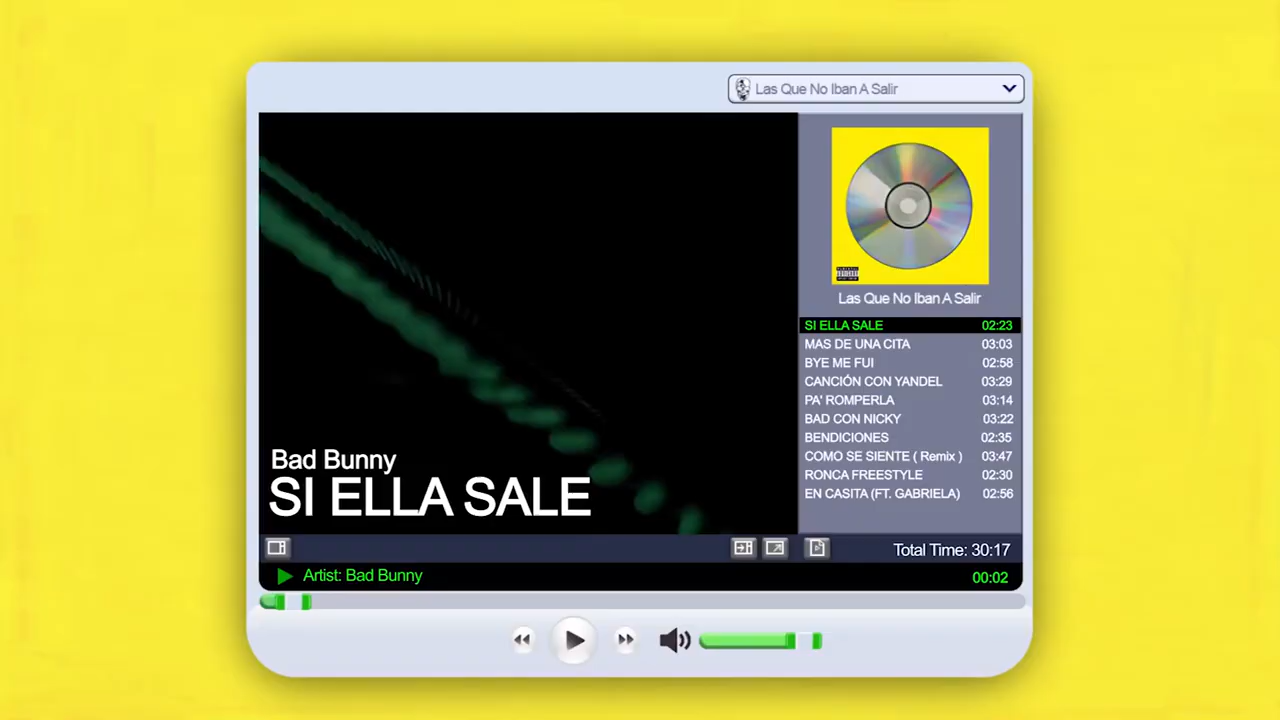 Las Que No Iban A Salir
Las Que No Iban A Salir
SI ELLA SALE 02:23
MAS DE UNA CITA 03:03
BYE ME FUI 02:58
CANCIÓN CON YANDEL 03:29
PA' ROMPERLA 03:14
BAD CON NICKY 03:22
BENDICIONES 02:35
COMO SE SIENTE ( Remix ) 03:47
RONCA FREESTYLE 02:30
EN CASITA (FT. GABRIELA) 02:56
Bad Bunny
SI ELLA SALE
Total Time: 30:17
Artist: Bad Bunny 00:02